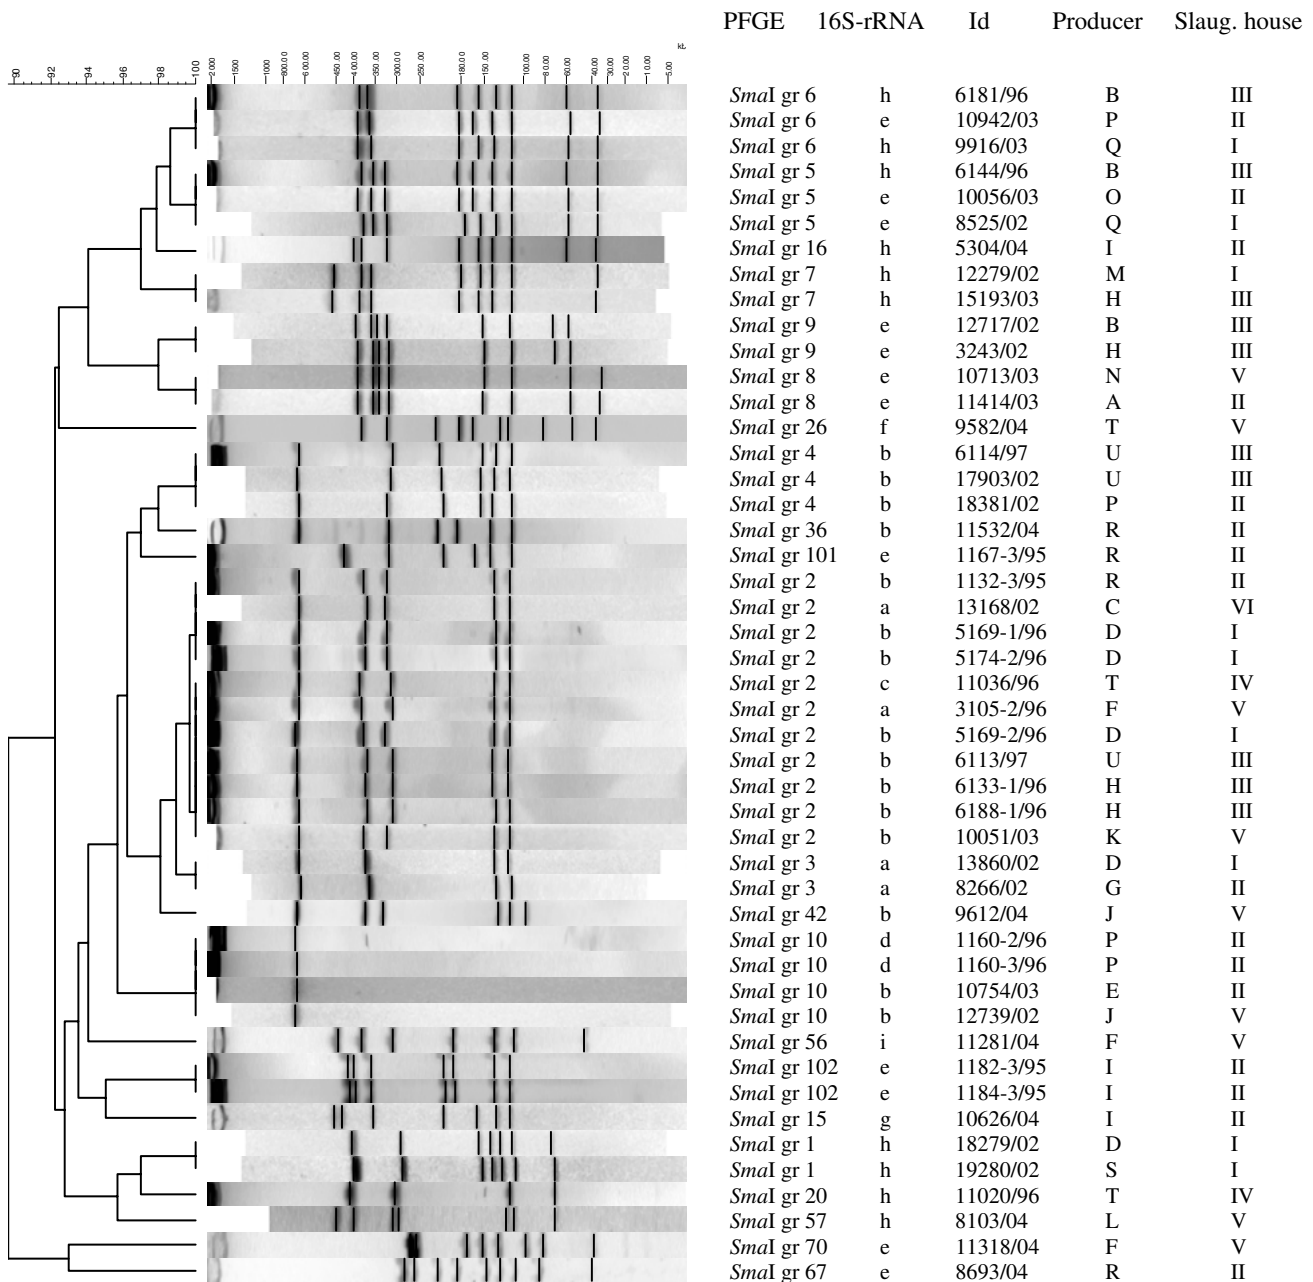 PFGE 16S-rRNA Id Producer Slaug. house
90 92 94 96 98 100
SmaI gr 6 h 6181/96 B III
SmaI gr 6 e 10942/03 P II
SmaI gr 6 h 9916/03 Q I
SmaI gr 5 h 6144/96 B III
SmaI gr 5 e 10056/03 O II
SmaI gr 5 e 8525/02 Q I
SmaI gr 16 h 5304/04 I II
SmaI gr 7 h 12279/02 M I
SmaI gr 7 h 15193/03 H III
SmaI gr 9 e 12717/02 B III
SmaI gr 9 e 3243/02 H III
SmaI gr 8 e 10713/03 N V
SmaI gr 8 e 11414/03 A II
SmaI gr 26 f 9582/04 T V
SmaI gr 4 b 6114/97 U III
SmaI gr 4 b 17903/02 U III
SmaI gr 4 b 18381/02 P II
SmaI gr 36 b 11532/04 R II
SmaI gr 101 e 1167-3/95 R II
SmaI gr 2 b 1132-3/95 R II
SmaI gr 2 a 13168/02 C VI
SmaI gr 2 b 5169-1/96 D I
SmaI gr 2 b 5174-2/96 D I
SmaI gr 2 c 11036/96 T IV
SmaI gr 2 a 3105-2/96 F V
SmaI gr 2 b 5169-2/96 D I
SmaI gr 2 b 6113/97 U III
SmaI gr 2 b 6133-1/96 H III
SmaI gr 2 b 6188-1/96 H III
SmaI gr 2 b 10051/03 K V
SmaI gr 3 a 13860/02 D I
SmaI gr 3 a 8266/02 G II
SmaI gr 42 b 9612/04 J V
SmaI gr 10 d 1160-2/96 P II
SmaI gr 10 d 1160-3/96 P II
SmaI gr 10 b 10754/03 E II
SmaI gr 10 b 12739/02 J V
SmaI gr 56 i 11281/04 F V
SmaI gr 102 e 1182-3/95 I II
SmaI gr 102 e 1184-3/95 I II
SmaI gr 15 g 10626/04 I II
SmaI gr 1 h 18279/02 D I
SmaI gr 1 h 19280/02 S I
SmaI gr 20 h 11020/96 T IV
SmaI gr 57 h 8103/04 L V
SmaI gr 70 e 11318/04 F V
SmaI gr 67 e 8693/04 R II